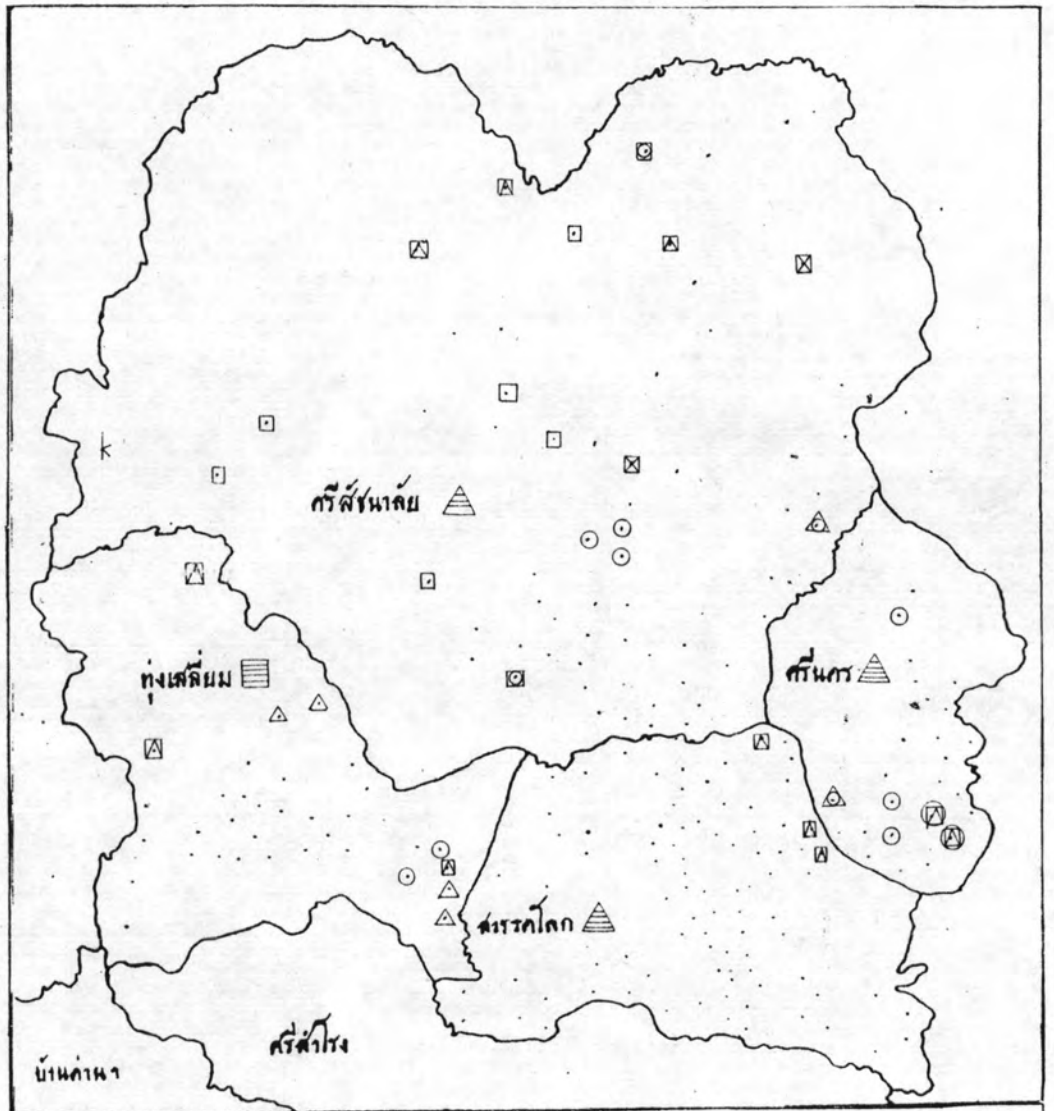 k
ศรีสัชนาลัย
ทุ่งเสลี่ยม
ศรีนคร
สวรรคโลก
ศรีสำโรง
บ้านด่านฯ